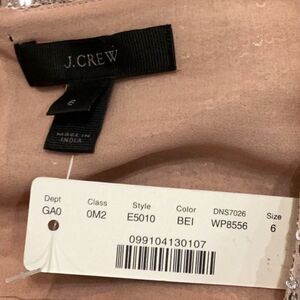 J.CREW
6
MADE IN
INDIA
Dept Class Style Color DNS7026 Size
GA0 0M2 E5010 BEI WP8556 6
099104130107